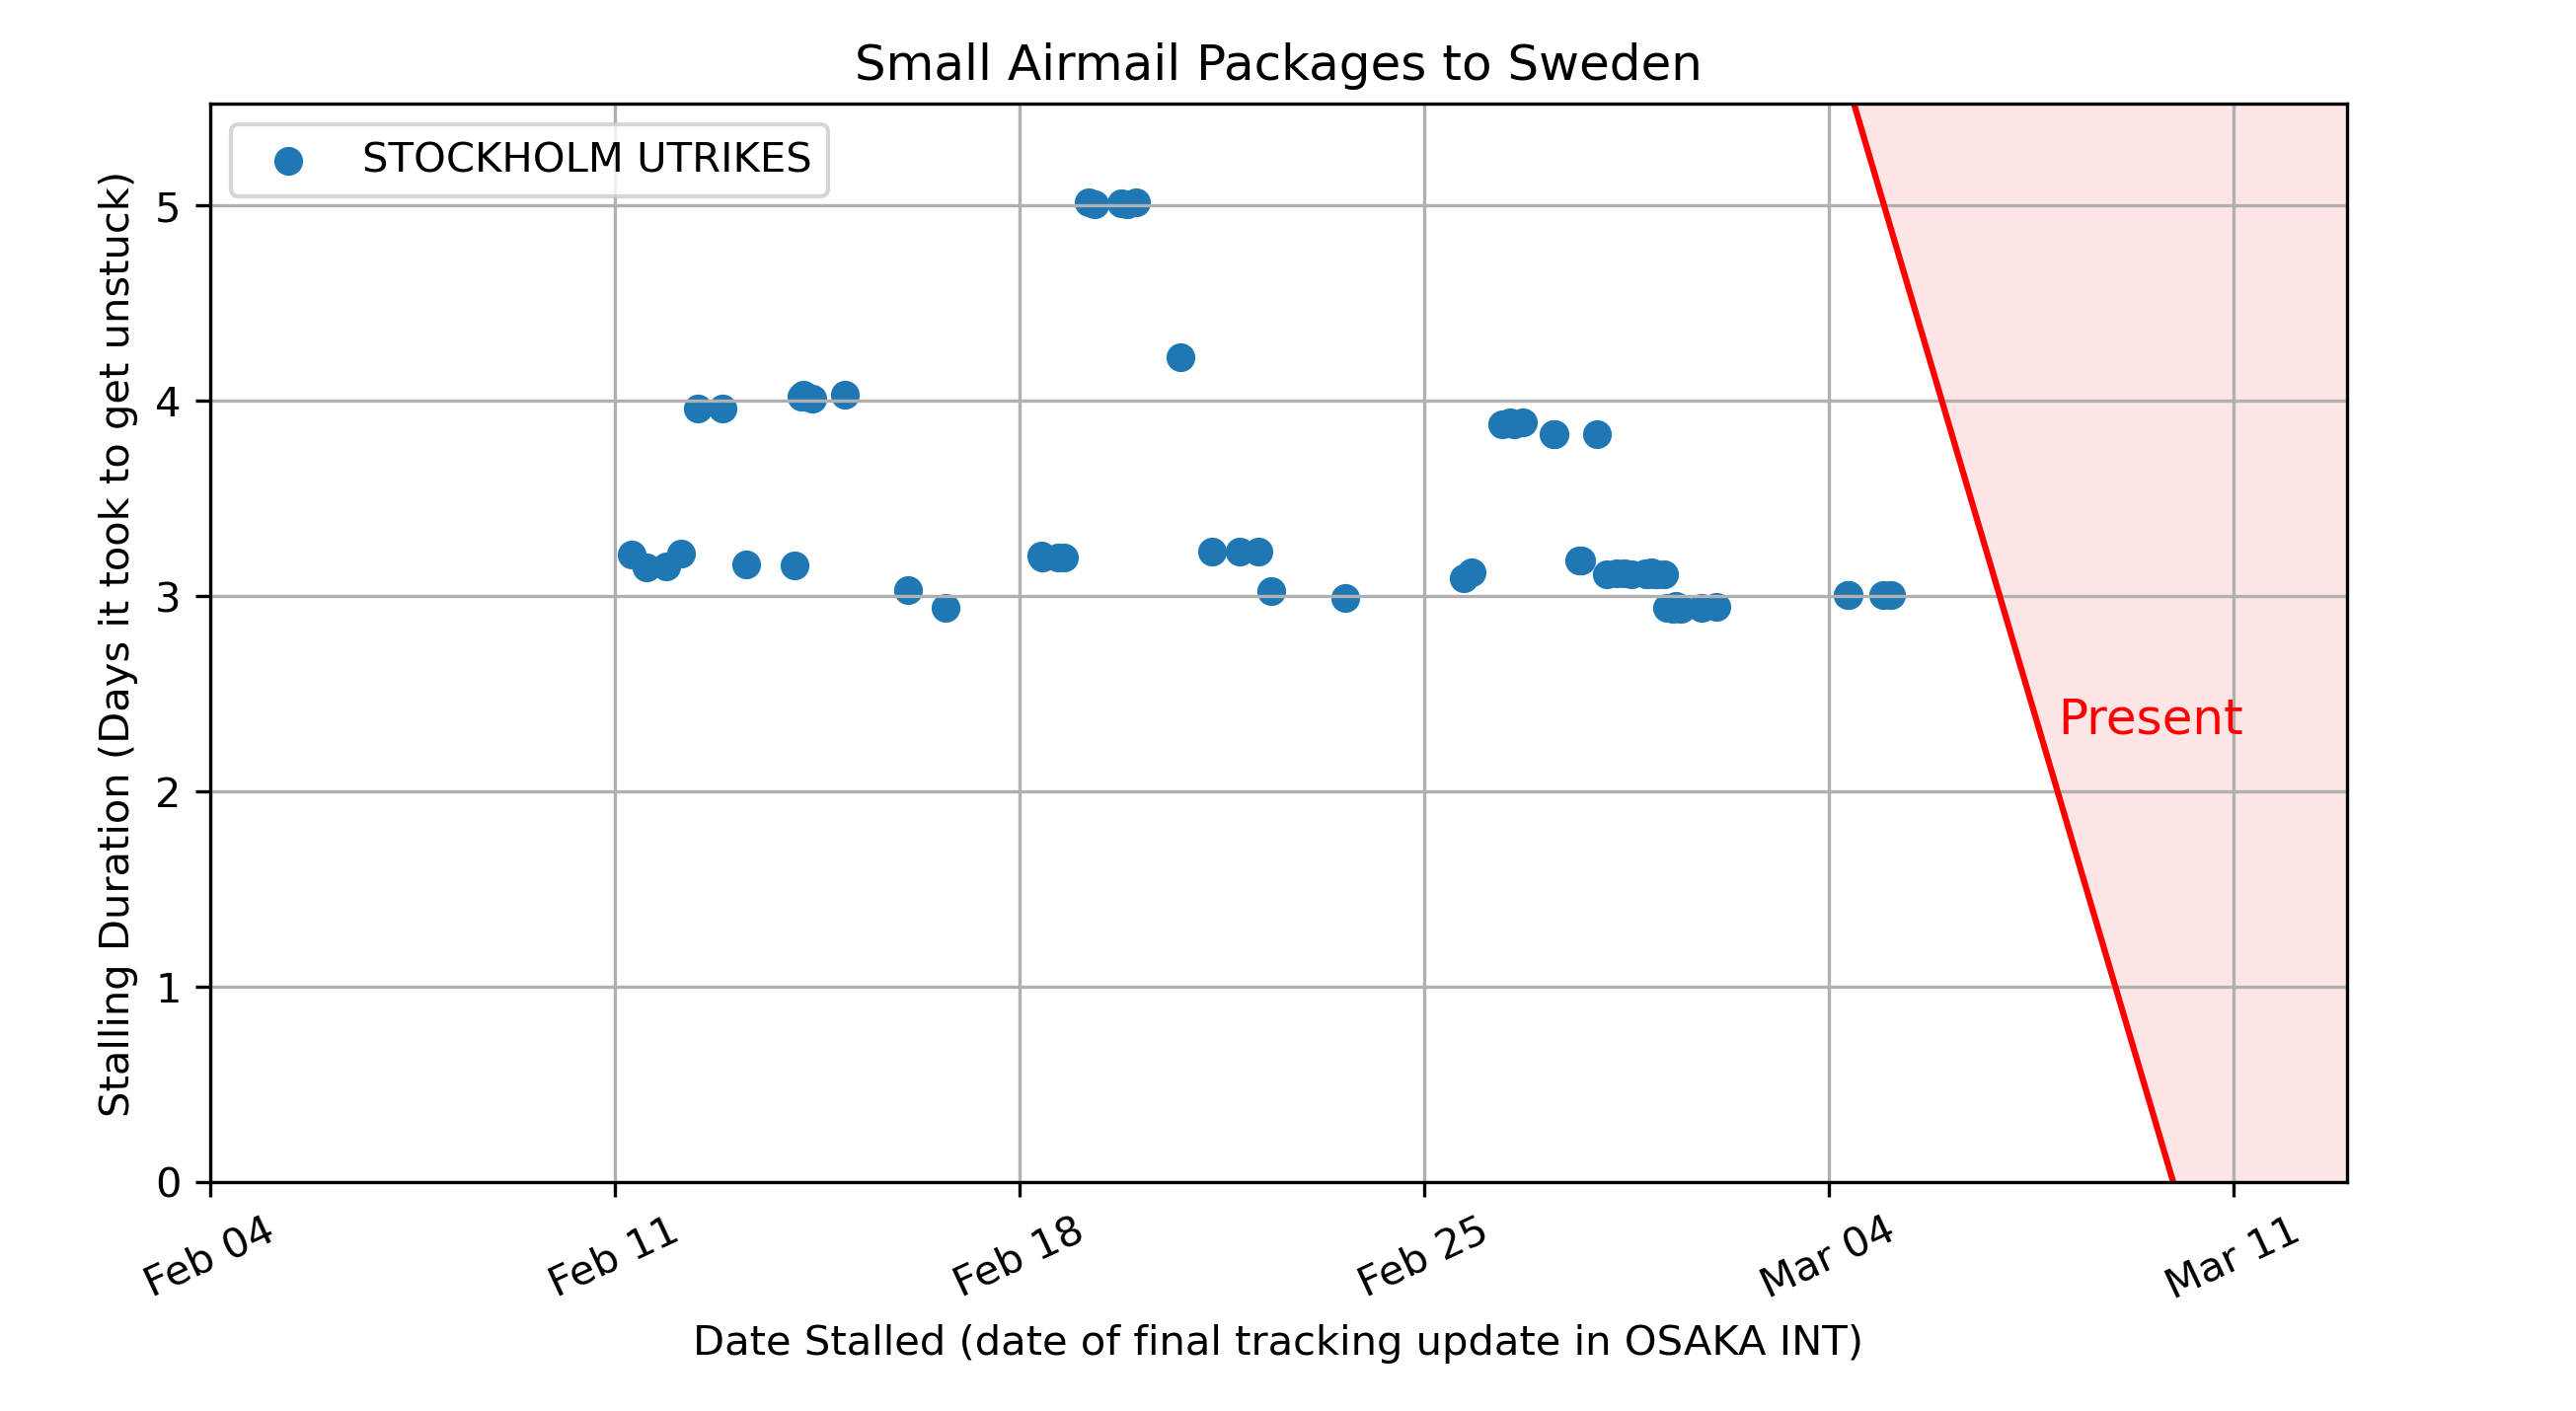 Small Airmail Packages to Sweden
STOCKHOLM UTRIKES
Stalling Duration (Days it took to get unstuck)
5
4
3
2
1
0
Present
Feb 04
Feb 11
Feb 18
Feb 25
Mar 04
Mar 11
Date Stalled (date of final tracking update in OSAKA INT)